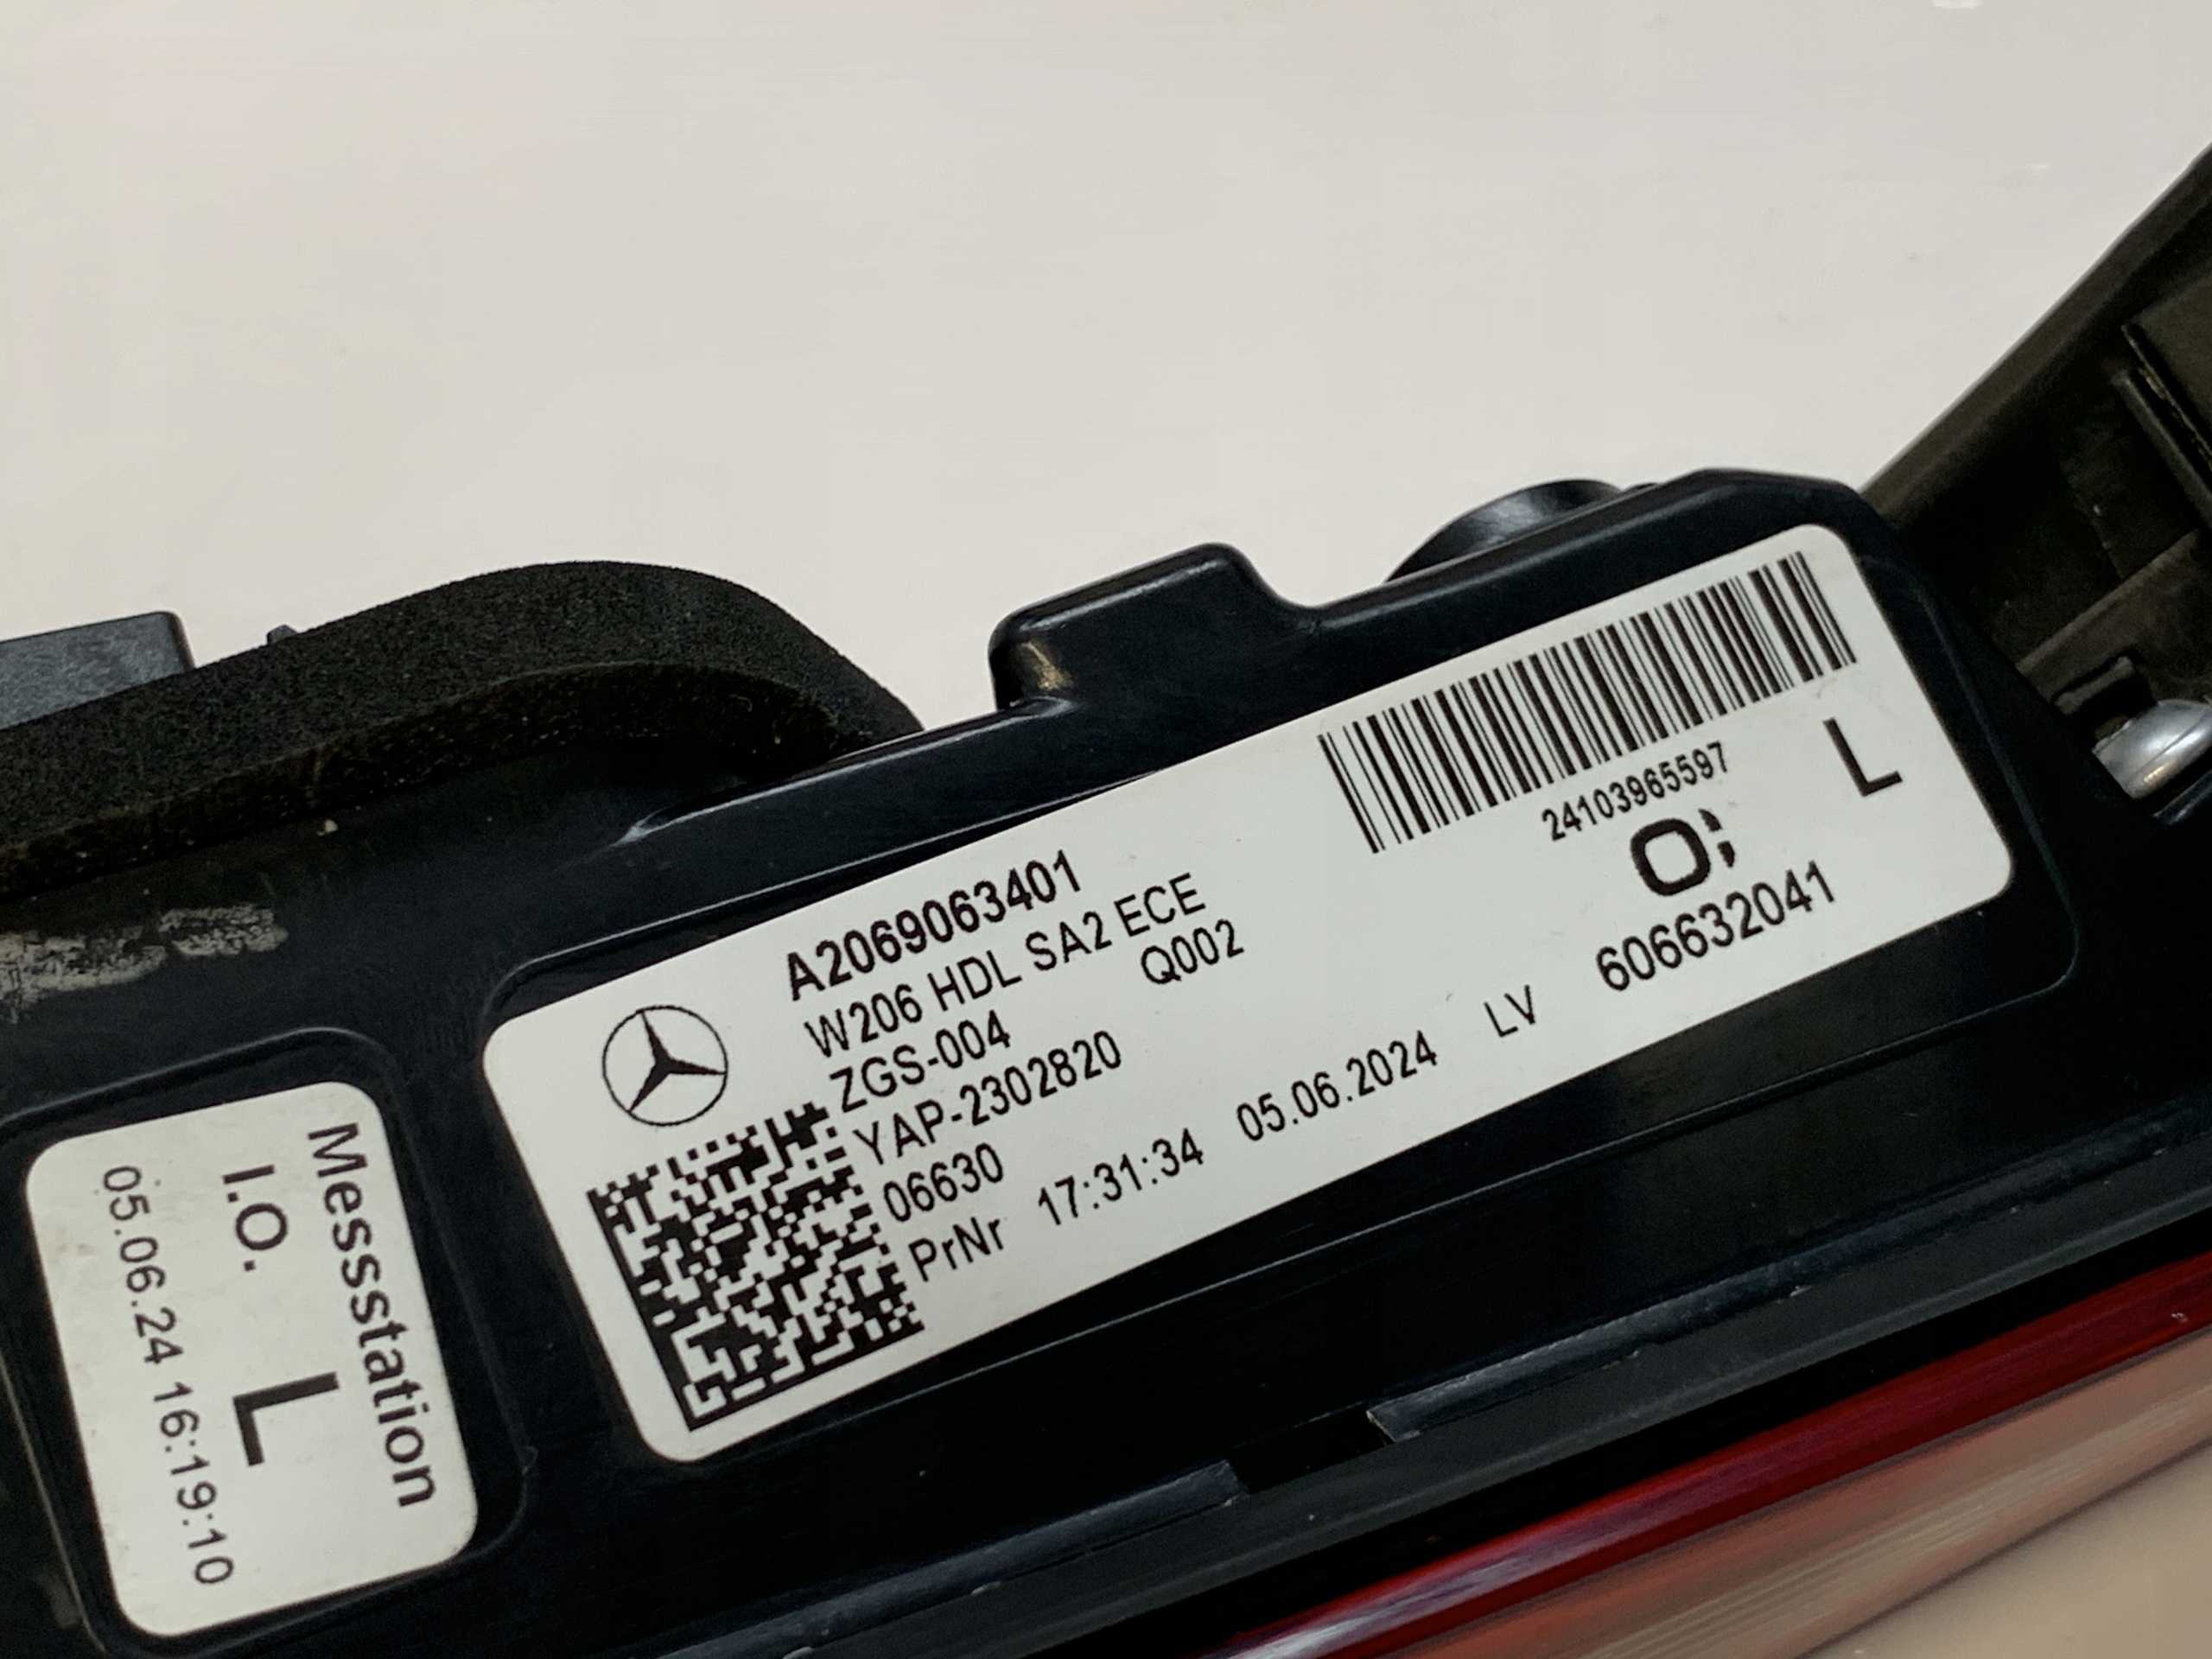 A2069063401
W206 HDL SA2 ECE
ZGS-004 Q002
YAP-2302820
06630
PrNr 17:31:34 05.06.2024 LV
24103965597
L
606632041
Messstation
I.O. L
05.06.24 16:19:10